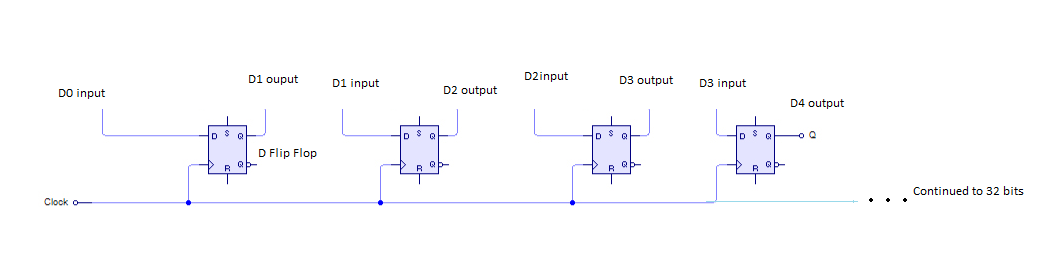 D0 input
D1 ouput
D1 input
D2 output
D2input
D3 output
D3 input
D4 output
D S Q
R Q
D Flip Flop
D S Q
R Q
D S Q
R Q
D S Q
R Q
Q
Clock
Continued to 32 bits